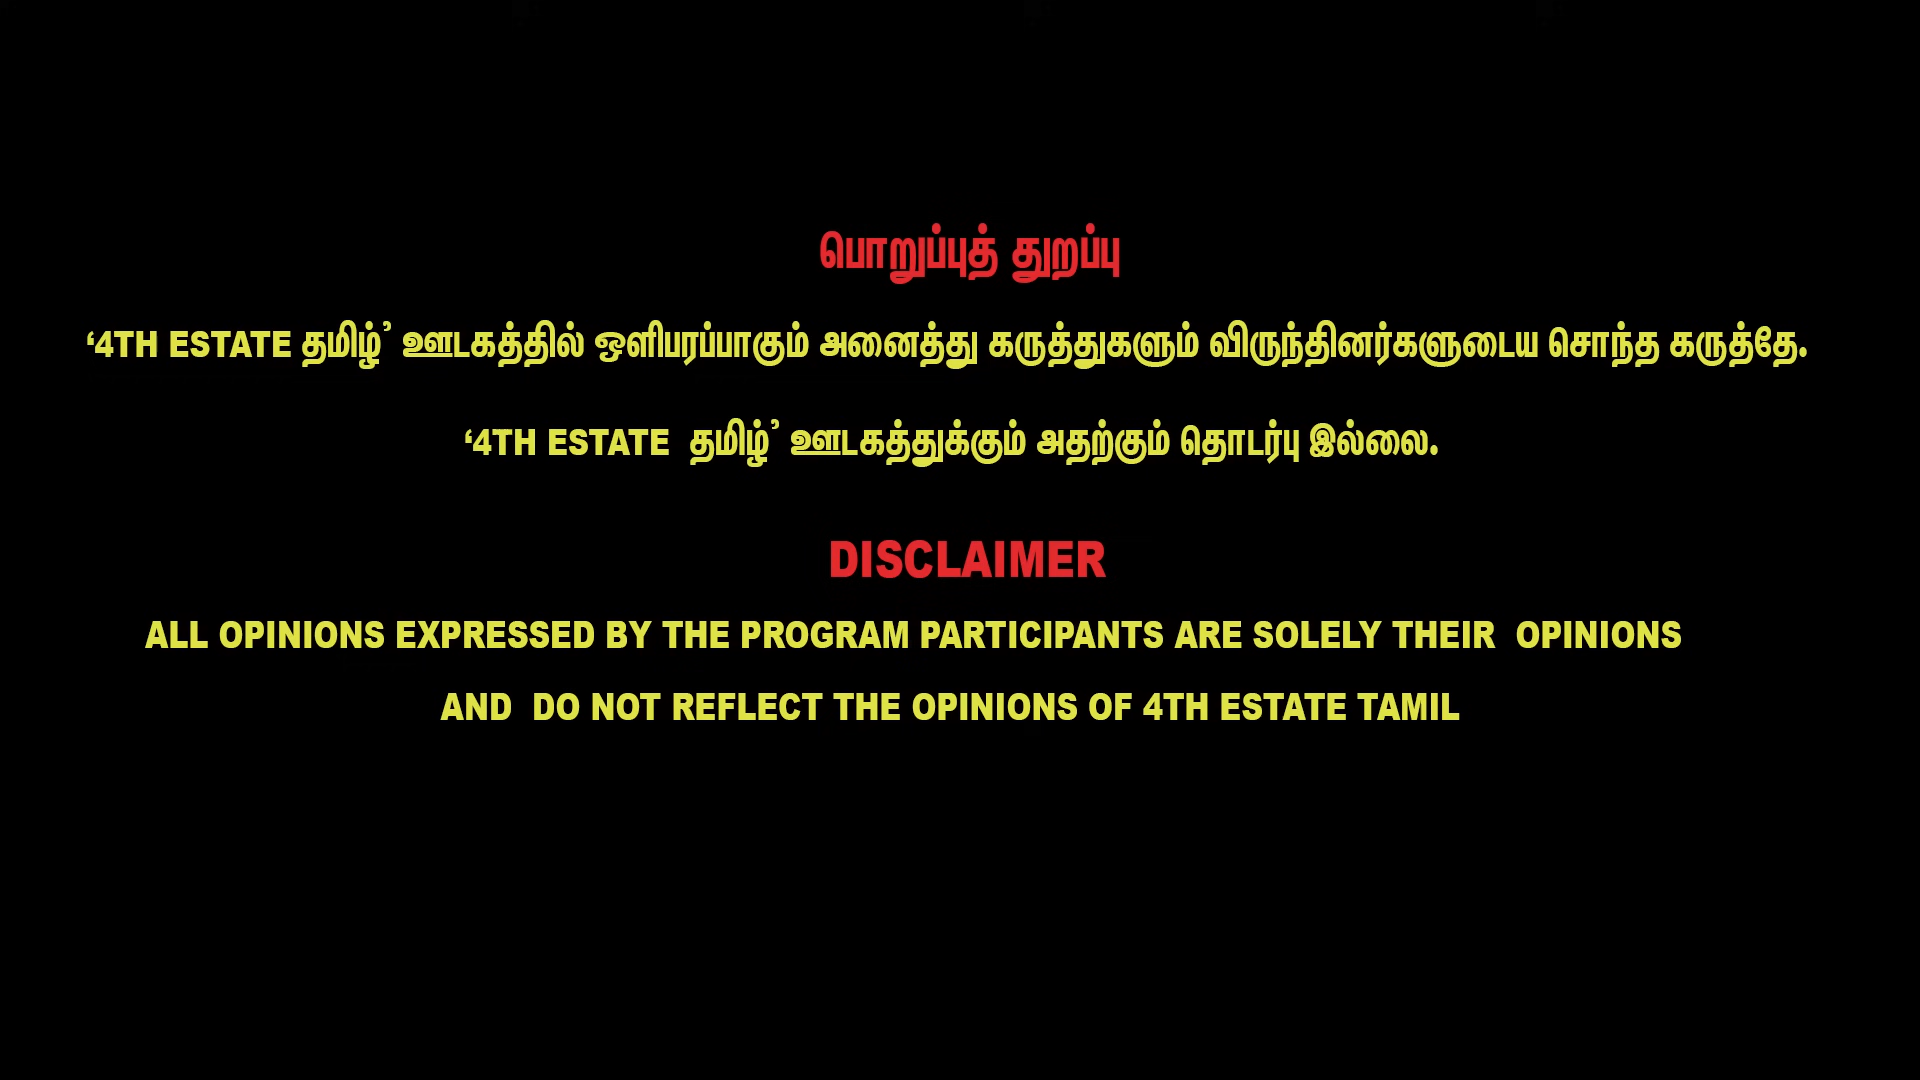 பொறுப்புத் துறப்பு
‘4TH ESTATE தமிழ்’ ஊடகத்தில் ஒளிபரப்பாகும் அனைத்து கருத்துகளும் விருந்தினர்களுடைய சொந்த கருத்தே.
‘4TH ESTATE தமிழ்’ ஊடகத்துக்கும் அதற்கும் தொடர்பு இல்லை.
DISCLAIMER
ALL OPINIONS EXPRESSED BY THE PROGRAM PARTICIPANTS ARE SOLELY THEIR OPINIONS
AND DO NOT REFLECT THE OPINIONS OF 4TH ESTATE TAMIL